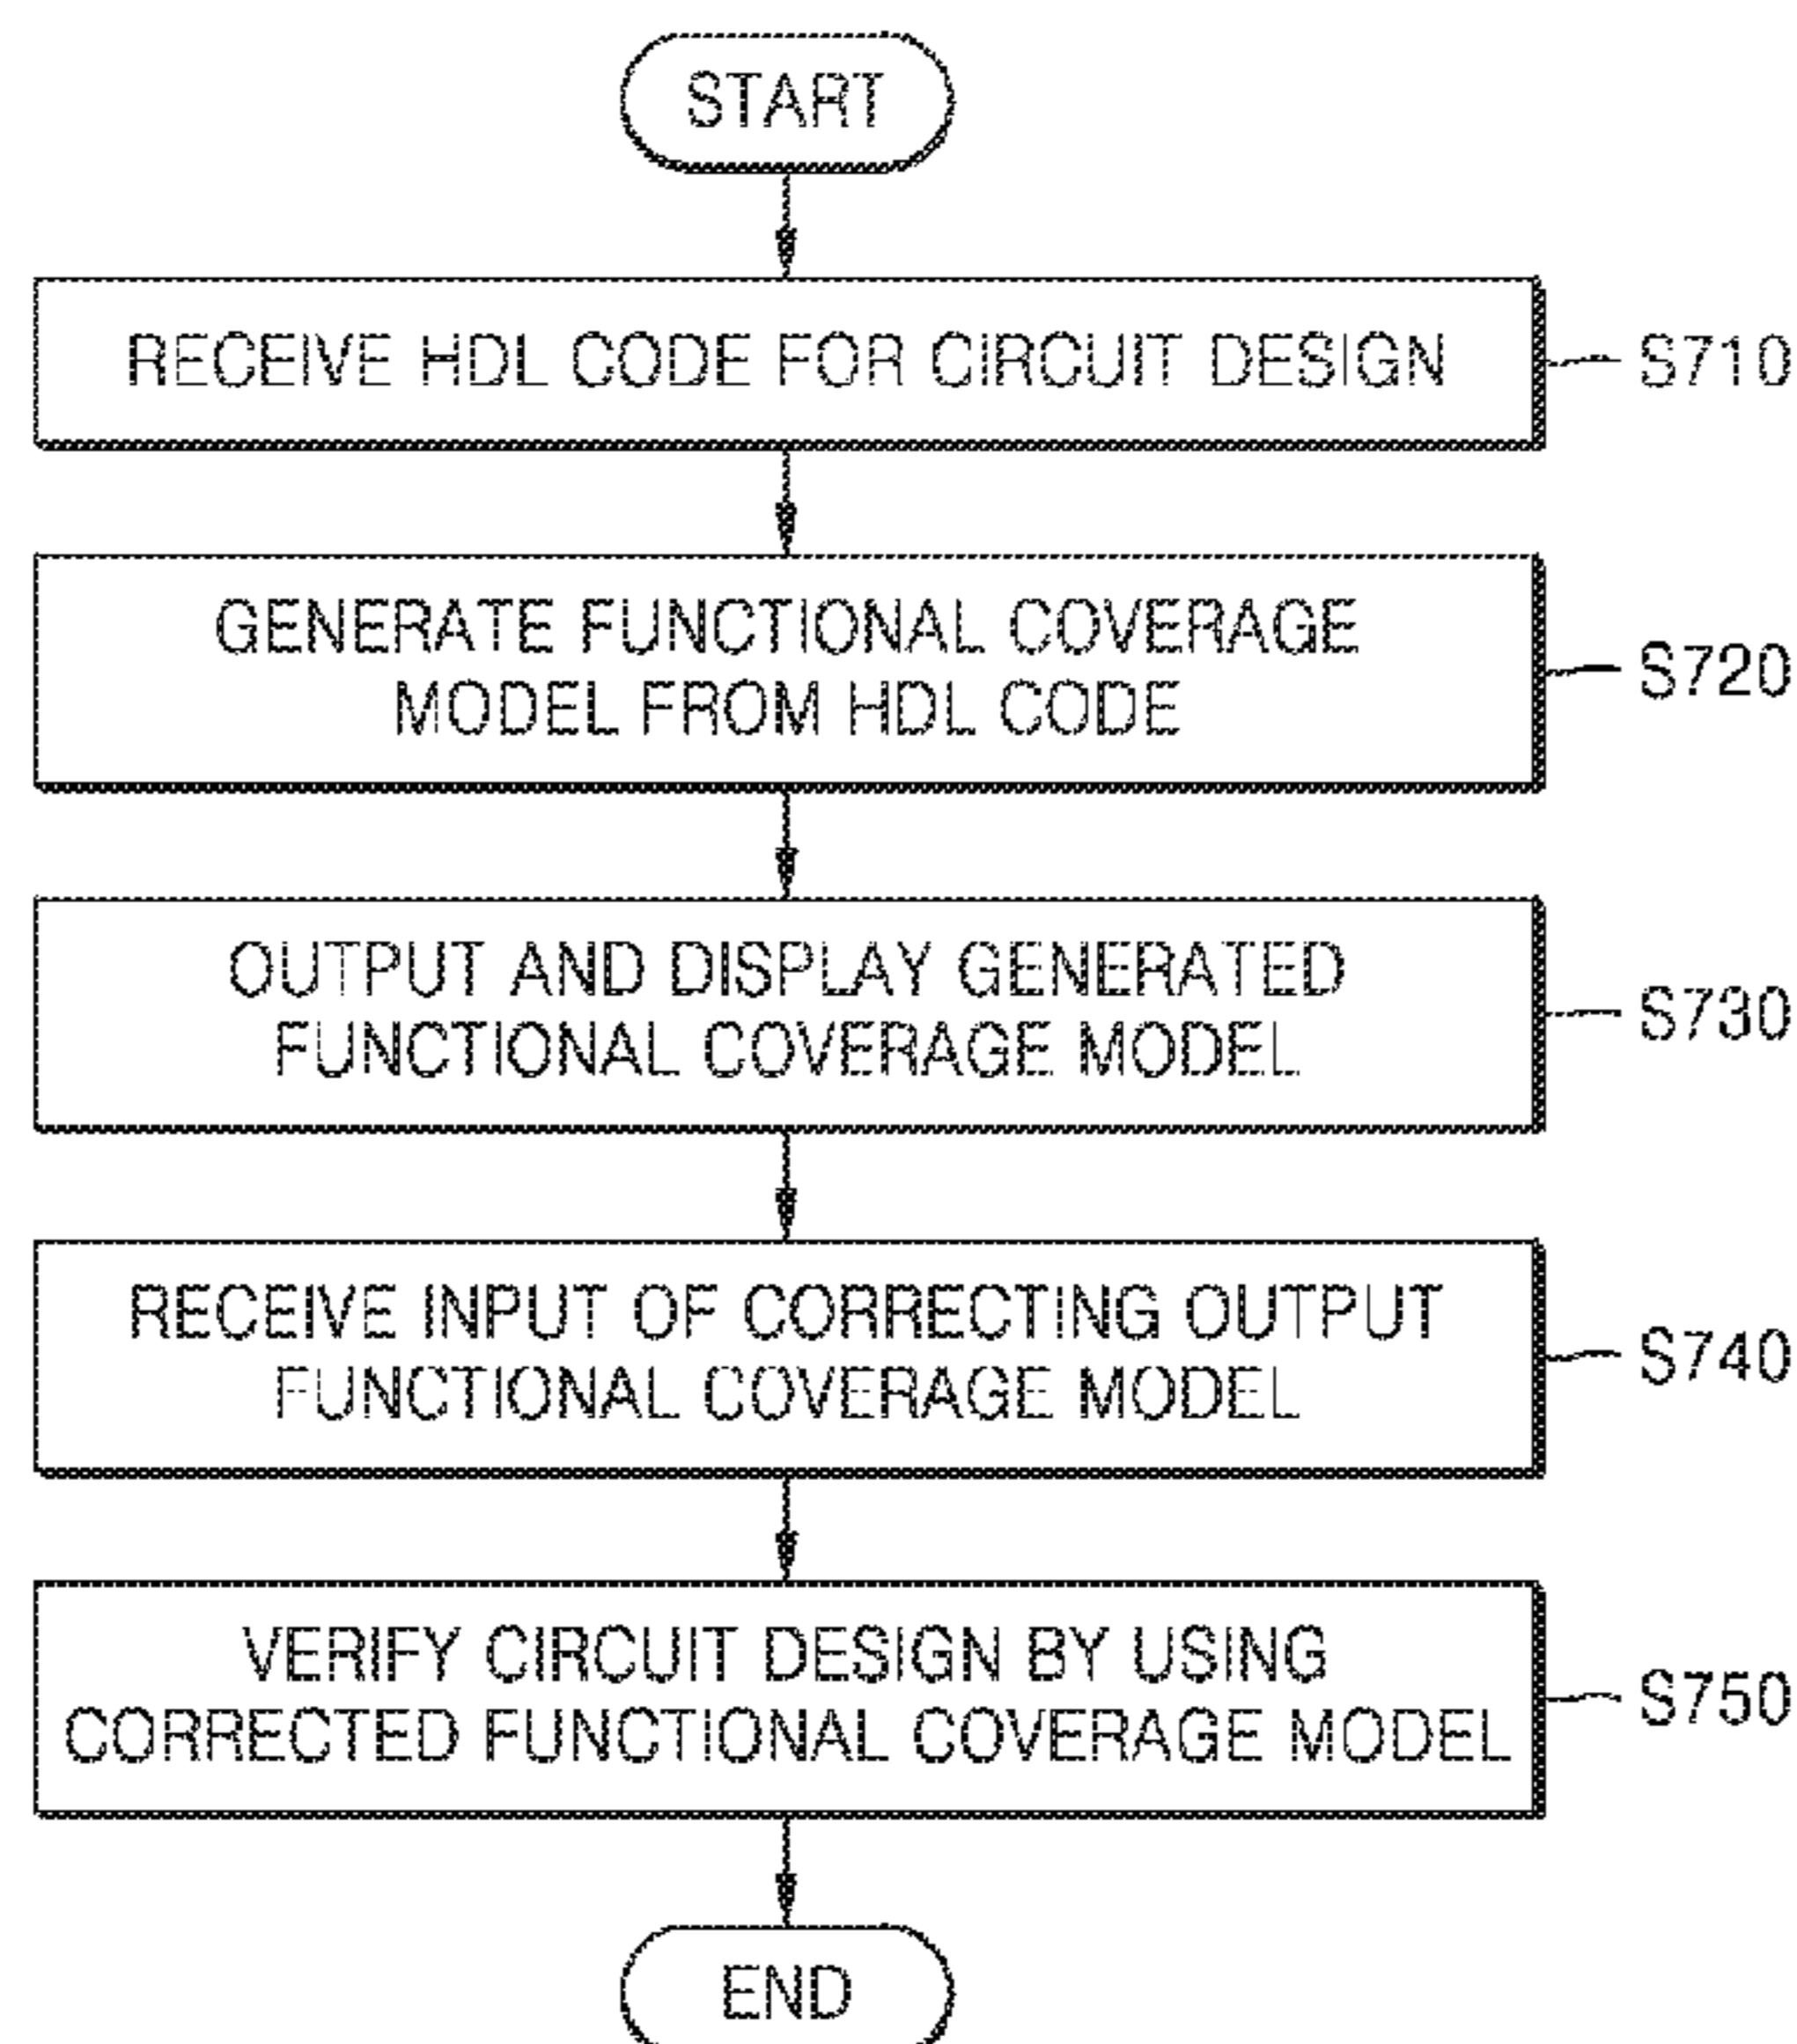 START
RECEIVE HDL CODE FOR CIRCUIT DESIGN
S710
GENERATE FUNCTIONAL COVERAGE
MODEL FROM HDL CODE
S720
OUTPUT AND DISPLAY GENERATED
FUNCTIONAL COVERAGE MODEL
S730
RECEIVE INPUT OF CORRECTING OUTPUT
FUNCTIONAL COVERAGE MODEL
S740
VERIFY CIRCUIT DESIGN BY USING
CORRECTED FUNCTIONAL COVERAGE MODEL
S750
END